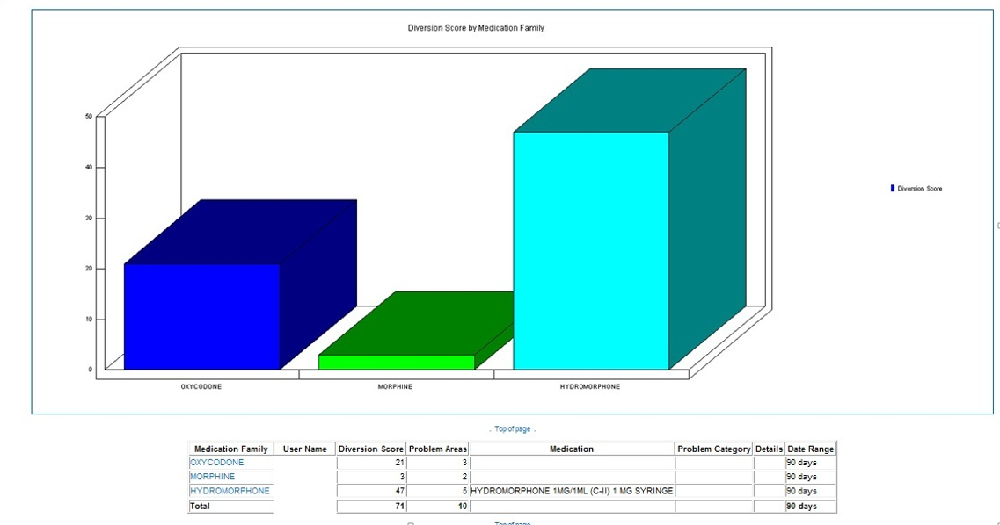 Diversion Score by Medication Family
50
40
30
20
10
0
OXYCODONE MORPHINE HYDROMORPHONE
Diversion Score
. Top of page .
Medication Family User Name Diversion Score Problem Areas Medication Problem Category Details Date Range
OXYCODONE 21 3 90 days
MORPHINE 3 2 90 days
HYDROMORPHONE 47 5 HYDROMORPHONE 1MG/1ML (C-II) 1 MG SYRINGE 90 days
Total 71 10 90 days
Top of page